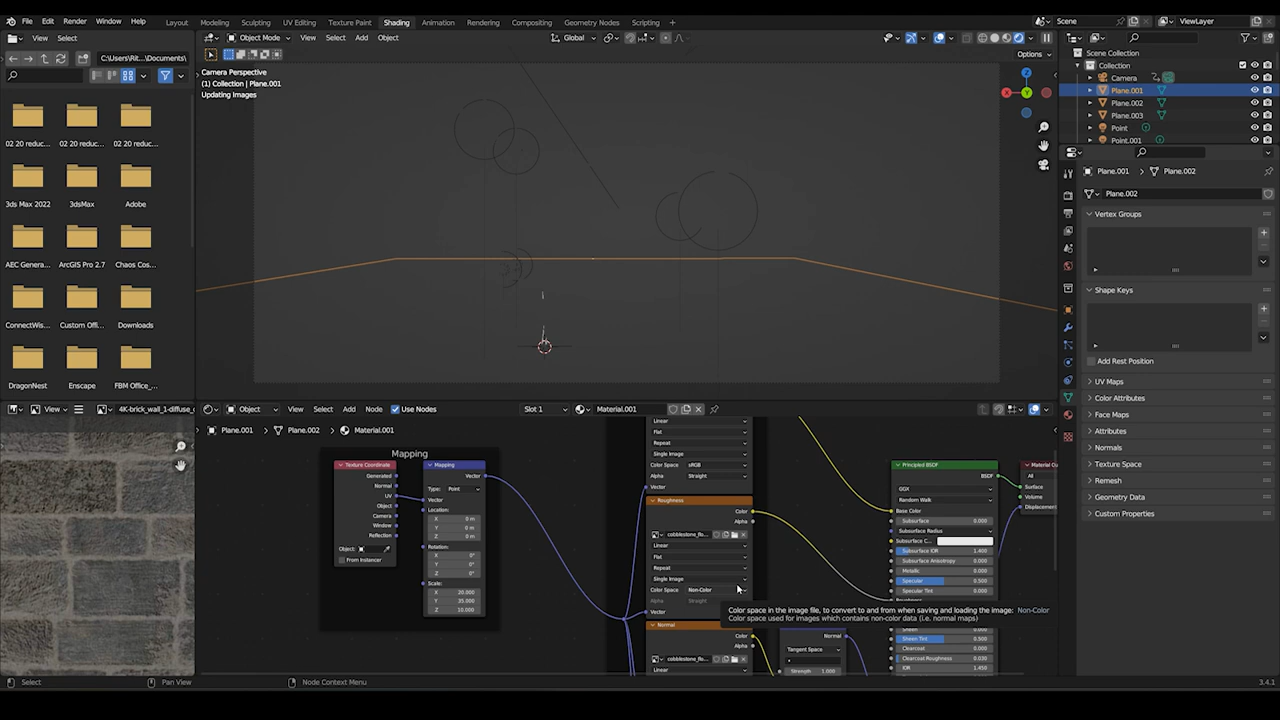 File Edit Render Window Help Layout Modeling Sculpting UV Editing Texture Paint Shading Animation Rendering Compositing Geometry Nodes Scripting + Scene ViewLayer
View Select Object Mode View Select Add Object Global
C:\Users\Rit...\Documents\ Options
Camera Perspective
(1) Collection | Plane.001
Updating Images
02 20 reduc... 02 20 reduc... 02 20 reduc...
3ds Max 2022 3dsMax Adobe
AEC Genera... ArcGIS Pro 2.7 Chaos Cos...
ConnectWis... Custom Offi... Downloads
DragonNest Enscape FBM Office_...
X Z Y
Scene Collection
Collection
Camera
Plane.001
Plane.002
Plane.003
Point
Point.001
Plane.001 > Plane.002
Plane.002
Vertex Groups
Shape Keys
Add Rest Position
UV Maps
Color Attributes
Face Maps
Attributes
Normals
Texture Space
Remesh
Geometry Data
Custom Properties
View 4K-brick_wall_1-diffuse_c
Object View Select Add Node Use Nodes Slot 1 Material.001
Plane.001 > Plane.002 > Material.001
Mapping
Texture Coordinate
Generated
Normal
UV
Object
Camera
Window
Reflection
Object:
From Instancer
Mapping
Vector
Type: Point
Vector
Location:
X 0 m
Y 0 m
Z 0 m
Rotation:
X 0°
Y 0°
Z 0°
Scale:
X 20.000
Y 35.000
Z 10.000
Linear
Flat
Repeat
Single Image
Color Space sRGB
Alpha Straight
Vector
Roughness
Color
Alpha
cobblestone_flo...
Linear
Flat
Repeat
Single Image
Color Space Non-Color
Alpha Straight
Vector
Normal
Color
Alpha
cobblestone_flo...
Linear
Color space in the image file, to convert to and from when saving and loading the image: Non-Color
Color space used for images which contains non-color data (i.e. normal maps)
Normal
Tangent Space
Strength 1.000
Principled BSDF
BSDF
GGX
Random Walk
Base Color
Subsurface 0.000
Subsurface Radius
Subsurface C...
Subsurface IOR 1.400
Subsurface Anisotropy 0.000
Metallic 0.000
Specular 0.500
Specular Tint 0.000
Sheen Tint 0.500
Clearcoat 0.000
Clearcoat Roughness 0.030
IOR 1.450
Material Ou
All
Surface
Volume
Displacement
Select Pan View Node Context Menu 3.4.1